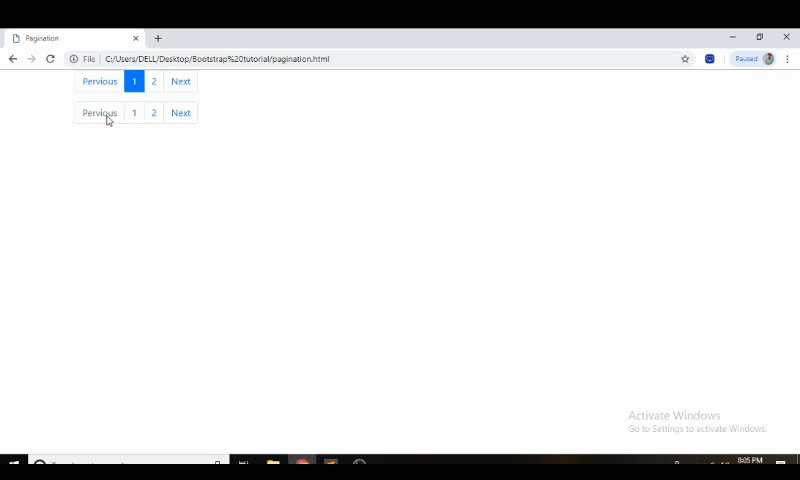 Pagination
File C:/Users/DELL/Desktop/Bootstrap%20tutorial/pagination.html Paused
Pervious 1 2 Next
Pervious 1 2 Next
Activate Windows
Go to Settings to activate Windows.
8:05 PM